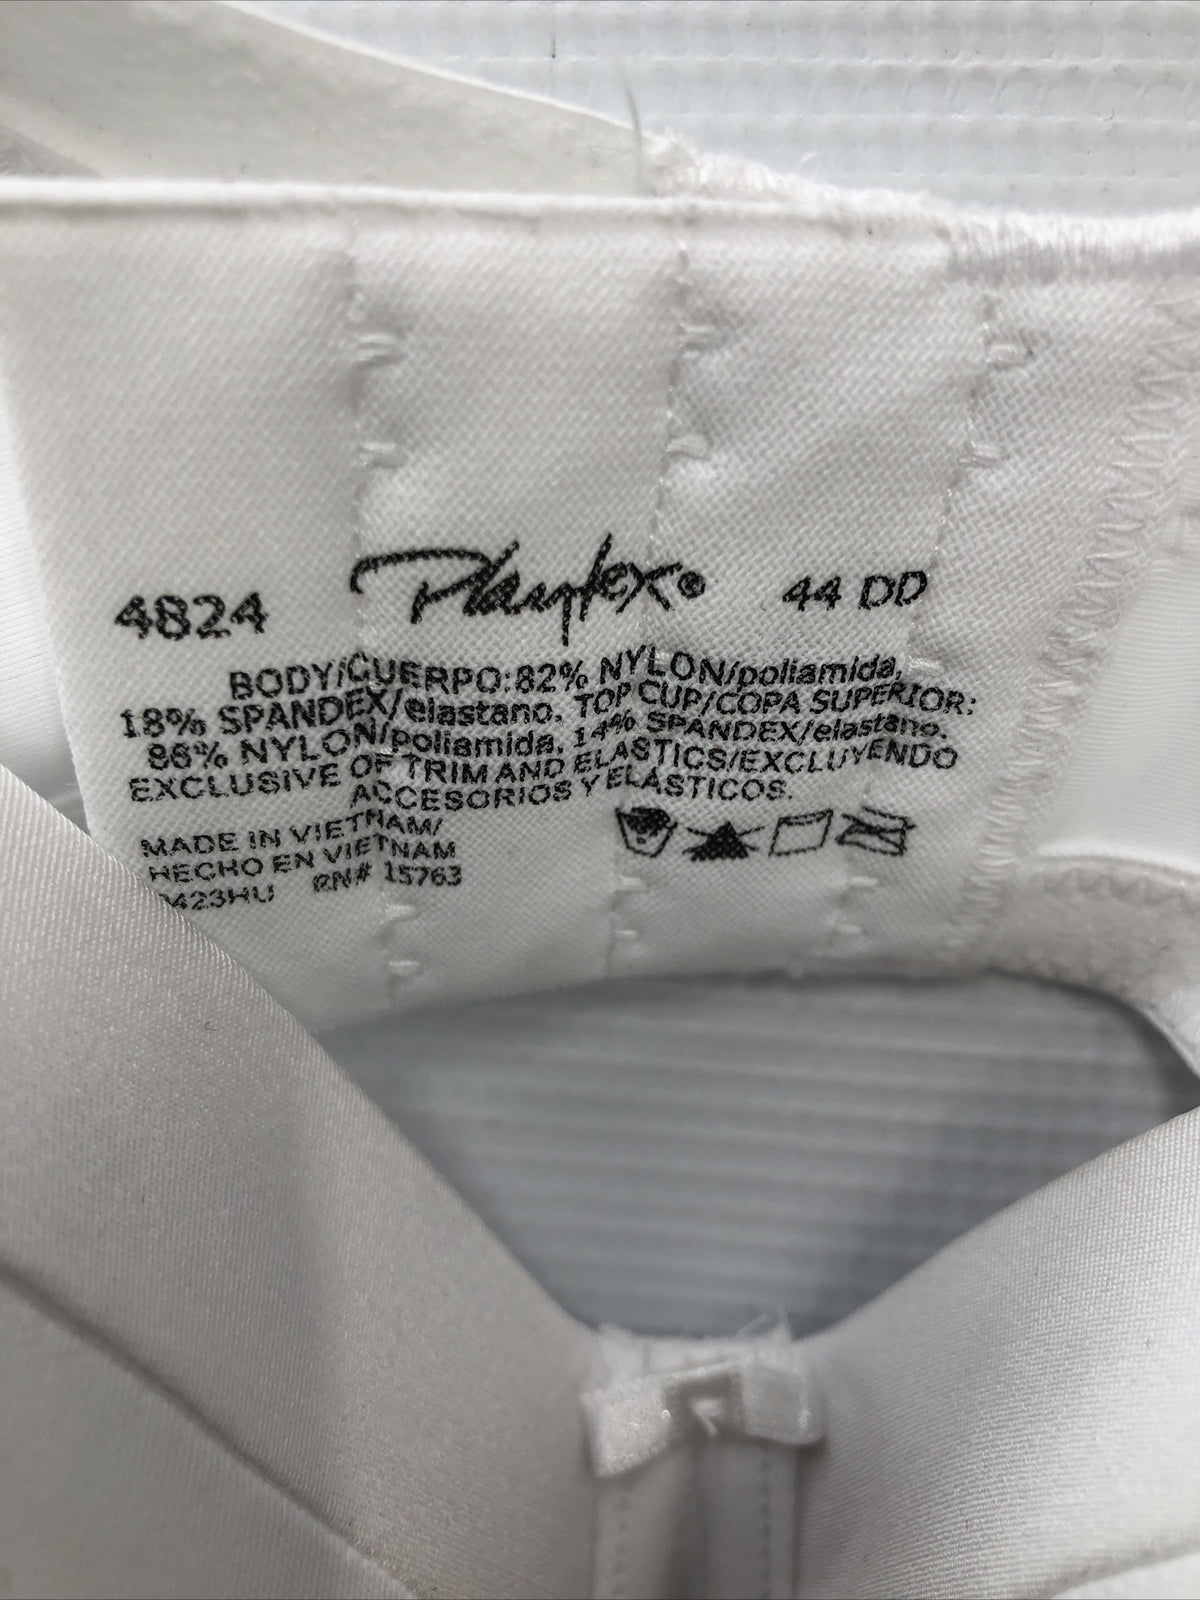 4824 Playtex® 44 DD
BODY/CUERPO:82% NYLON/poliamida,
18% SPANDEX/elastano. TOP CUP/COPA SUPERIOR:
86% NYLON/poliamida, 14% SPANDEX/elastano.
EXCLUSIVE OF TRIM AND ELASTICS/EXCLUYENDO
ACCESORIOS Y ELÁSTICOS.
MADE IN VIETNAM/
HECHO EN VIETNAM
RN# 15763